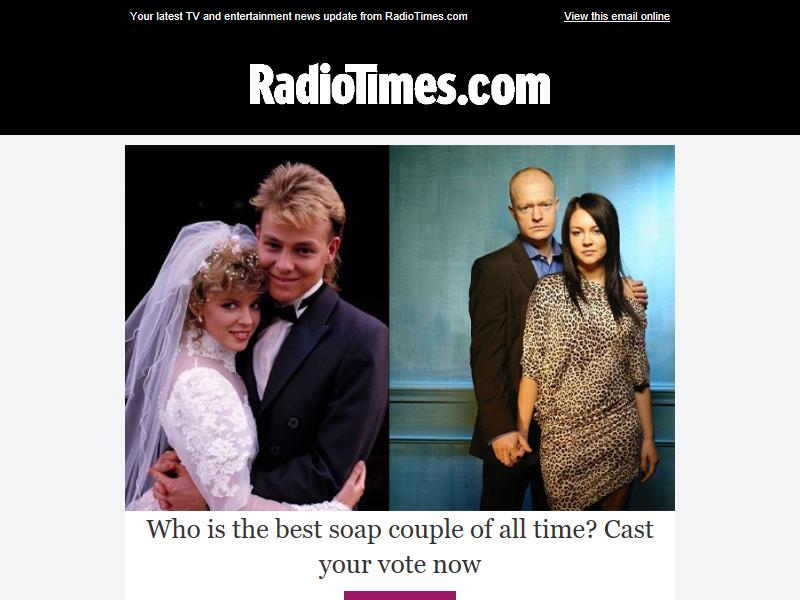 Your latest TV and entertainment news update from RadioTimes.com
View this email online
RadioTimes.com
Who is the best soap couple of all time? Cast
your vote now